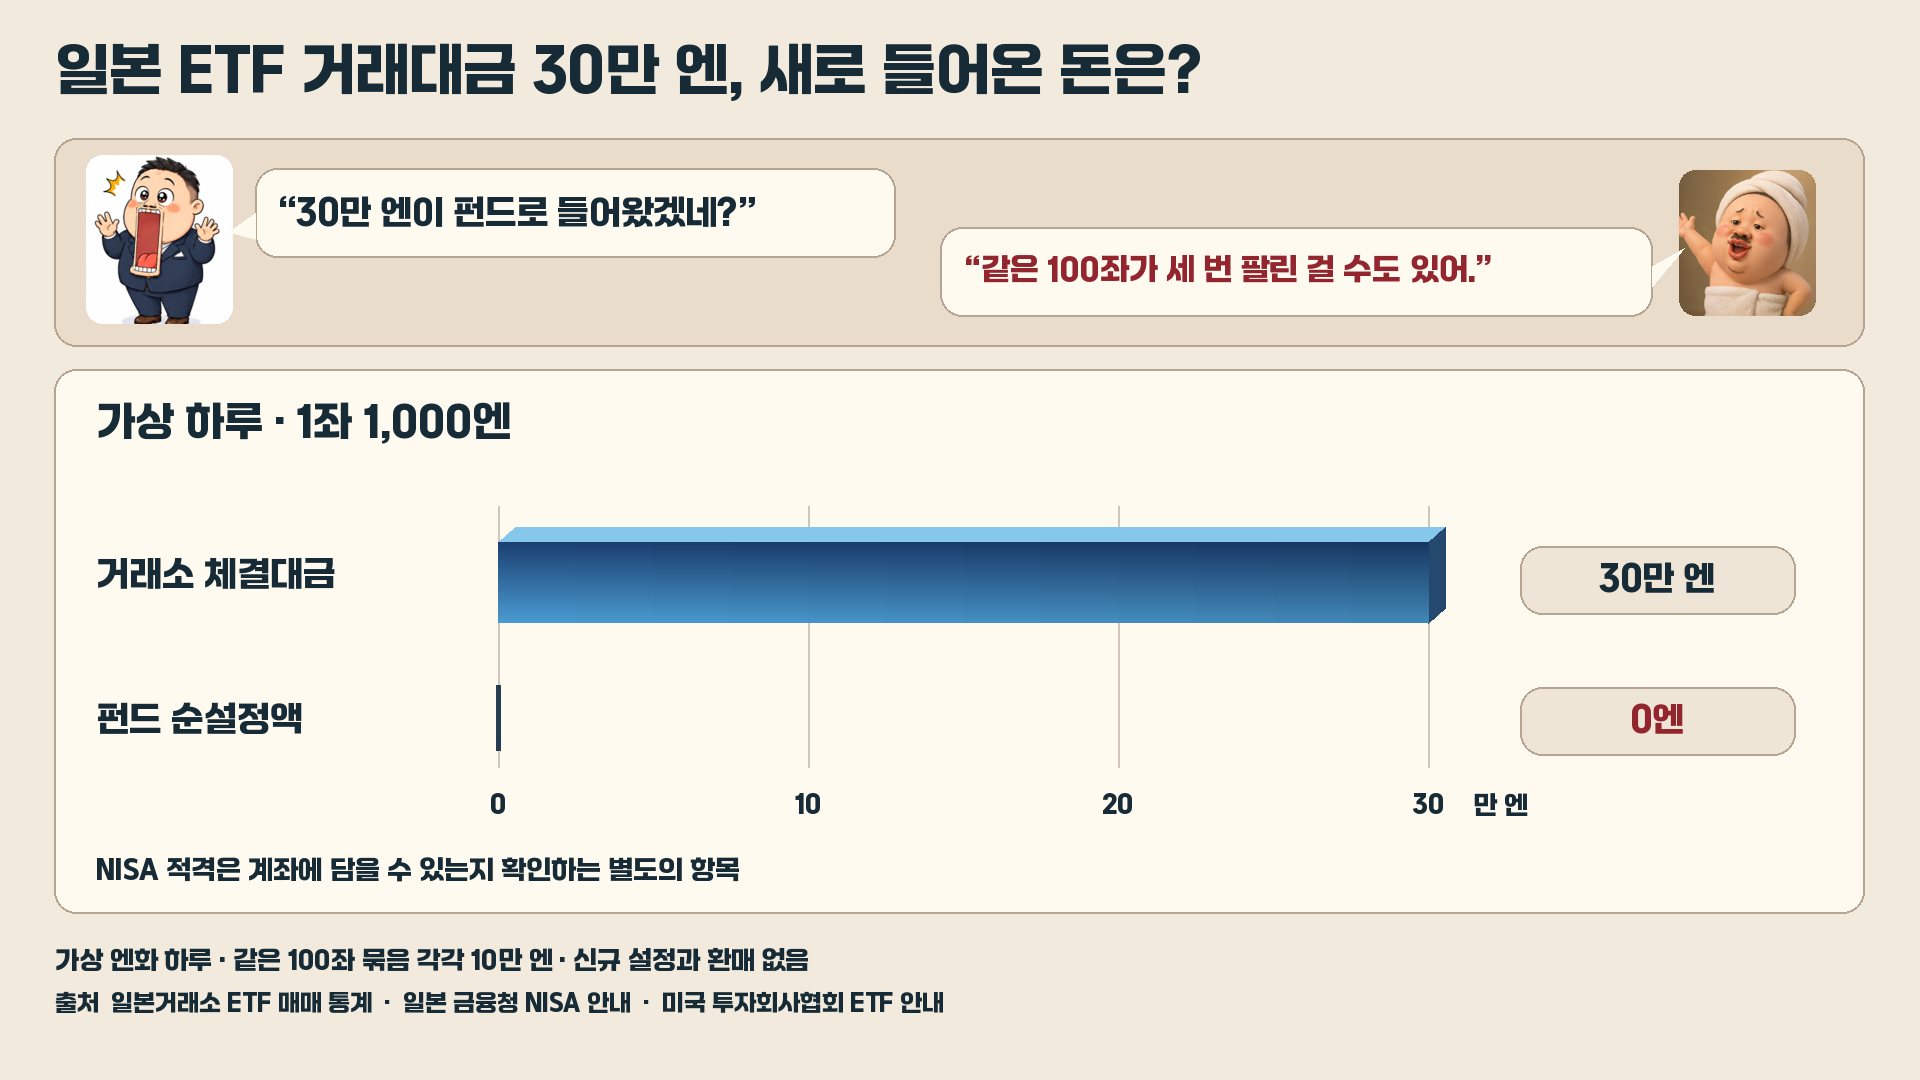 일본 ETF 거래대금 30만 엔, 새로 들어온 돈은?
“30만 엔이 펀드로 들어왔겠네?”
“같은 100좌가 세 번 팔린 걸 수도 있어.”
가상 하루 · 1좌 1,000엔
거래소 체결대금
30만 엔
펀드 순설정액
0엔
0 10 20 30 만 엔
NISA 적격은 계좌에 담을 수 있는지 확인하는 별도의 항목
가상 엔화 하루 · 같은 100좌 묶음 각각 10만 엔 · 신규 설정과 환매 없음
출처 일본거래소 ETF 매매 통계 · 일본 금융청 NISA 안내 · 미국 투자회사협회 ETF 안내